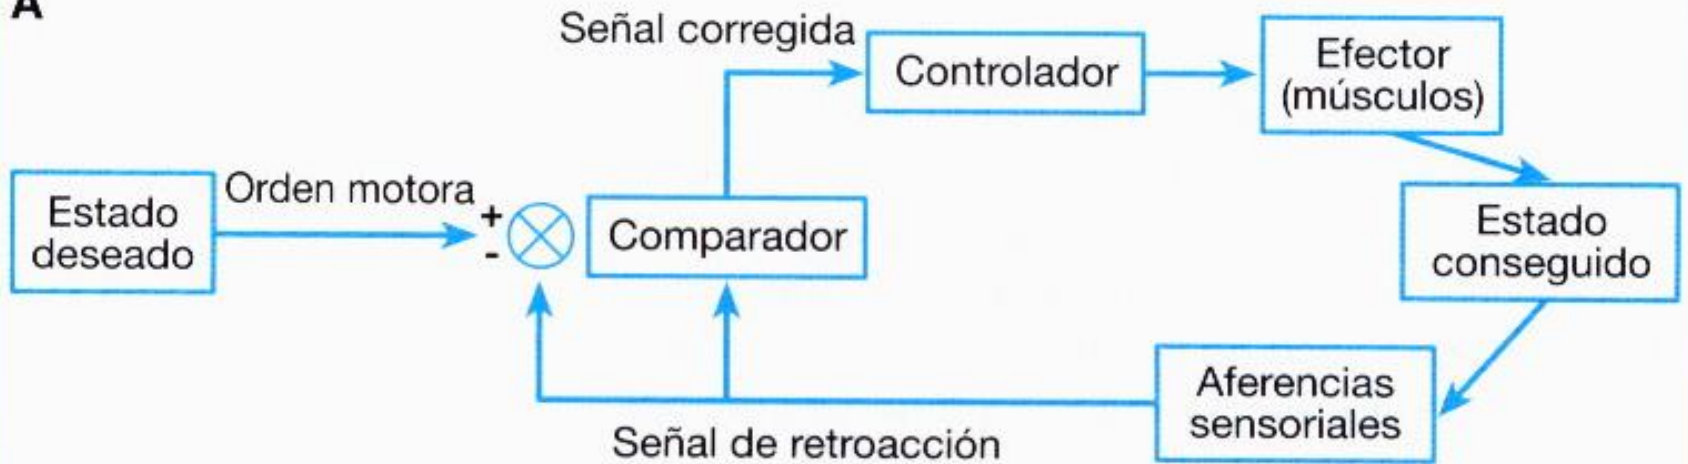 A
Señal corregida
Controlador
Efector
(músculos)
Estado
deseado
Orden motora
+
-
Comparador
Estado
conseguido
Aferencias
sensoriales
Señal de retroacción